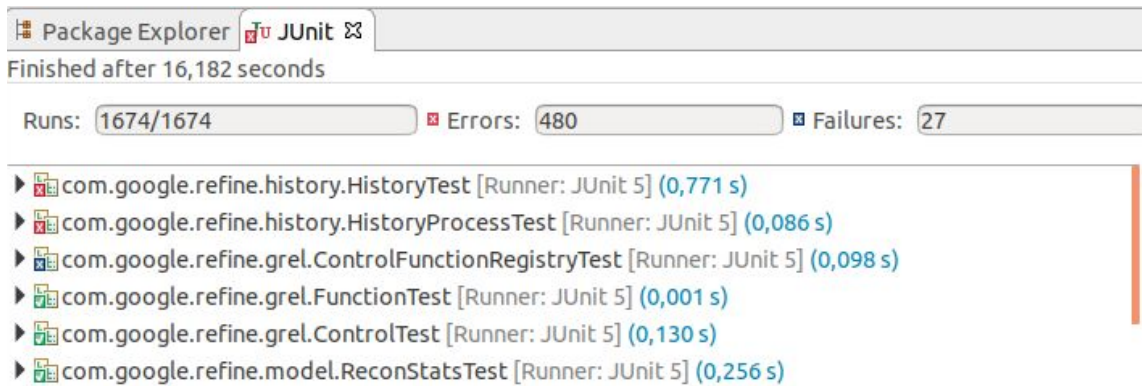 Package Explorer JUnit
Finished after 16,182 seconds
Runs: 1674/1674 Errors: 480 Failures: 27
com.google.refine.history.HistoryTest [Runner: JUnit 5] (0,771 s)
com.google.refine.history.HistoryProcessTest [Runner: JUnit 5] (0,086 s)
com.google.refine.grel.ControlFunctionRegistryTest [Runner: JUnit 5] (0,098 s)
com.google.refine.grel.FunctionTest [Runner: JUnit 5] (0,001 s)
com.google.refine.grel.ControlTest [Runner: JUnit 5] (0,130 s)
com.google.refine.model.ReconStatsTest [Runner: JUnit 5] (0,256 s)